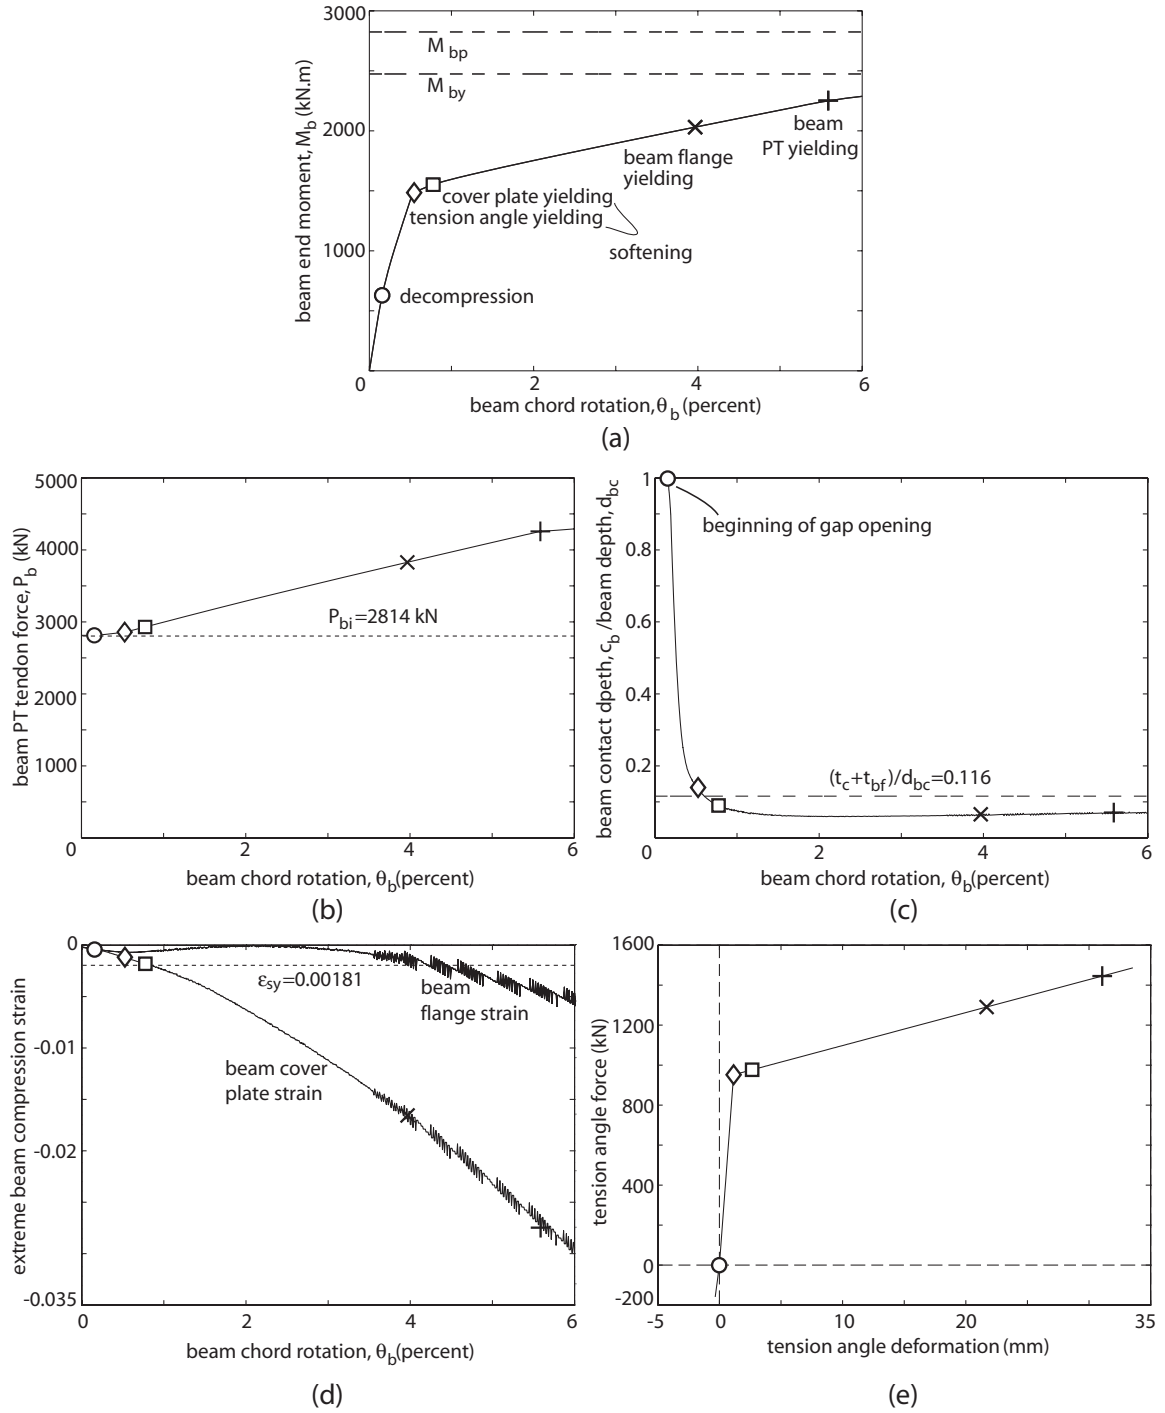 3000
2000
1000
0
2
4
6
beam end moment, M_b (kN.m)
beam chord rotation,θ_b (percent)
M_bp
M_by
beam
PT yielding
beam flange
yielding
cover plate yielding
tension angle yielding
softening
decompression
(a)
5000
4000
3000
2000
1000
0
2
4
6
beam PT tendon force, P_b (kN)
P_bi=2814 kN
beam chord rotation, θ_b(percent)
(b)
1
0.8
0.6
0.4
0.2
0
2
4
6
beam contact dpeth, c_b /beam depth, d_bc
beginning of gap opening
(t_c+t_bf)/d_bc=0.116
beam chord rotation, θ_b(percent)
(c)
0
-0.01
-0.02
-0.035
0
2
4
6
extreme beam compression strain
ε_sy=0.00181
beam
flange strain
beam cover
plate strain
beam chord rotation, θ_b(percent)
(d)
1600
1200
800
400
0
-200
-5
0
10
20
35
tension angle force (kN)
tension angle deformation (mm)
(e)